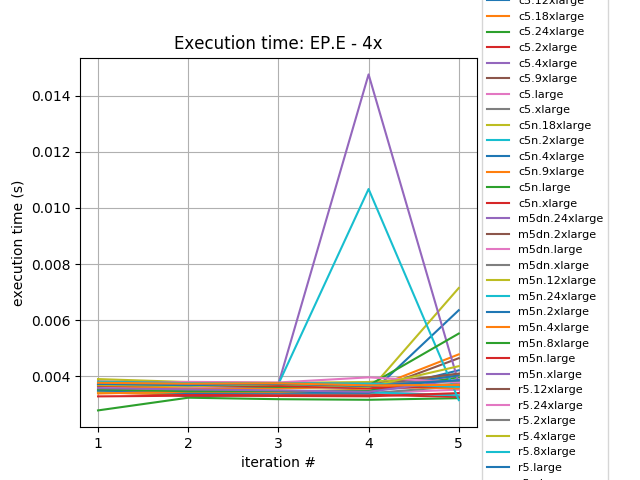 Execution time: EP.E - 4x
execution time (s)
0.014
0.012
0.010
0.008
0.006
0.004
1
2
3
4
5
iteration #
c5.12xlarge
c5.18xlarge
c5.24xlarge
c5.2xlarge
c5.4xlarge
c5.9xlarge
c5.large
c5.xlarge
c5n.18xlarge
c5n.2xlarge
c5n.4xlarge
c5n.9xlarge
c5n.large
c5n.xlarge
m5dn.24xlarge
m5dn.2xlarge
m5dn.large
m5dn.xlarge
m5n.12xlarge
m5n.24xlarge
m5n.2xlarge
m5n.4xlarge
m5n.8xlarge
m5n.large
m5n.xlarge
r5.12xlarge
r5.24xlarge
r5.2xlarge
r5.4xlarge
r5.8xlarge
r5.large